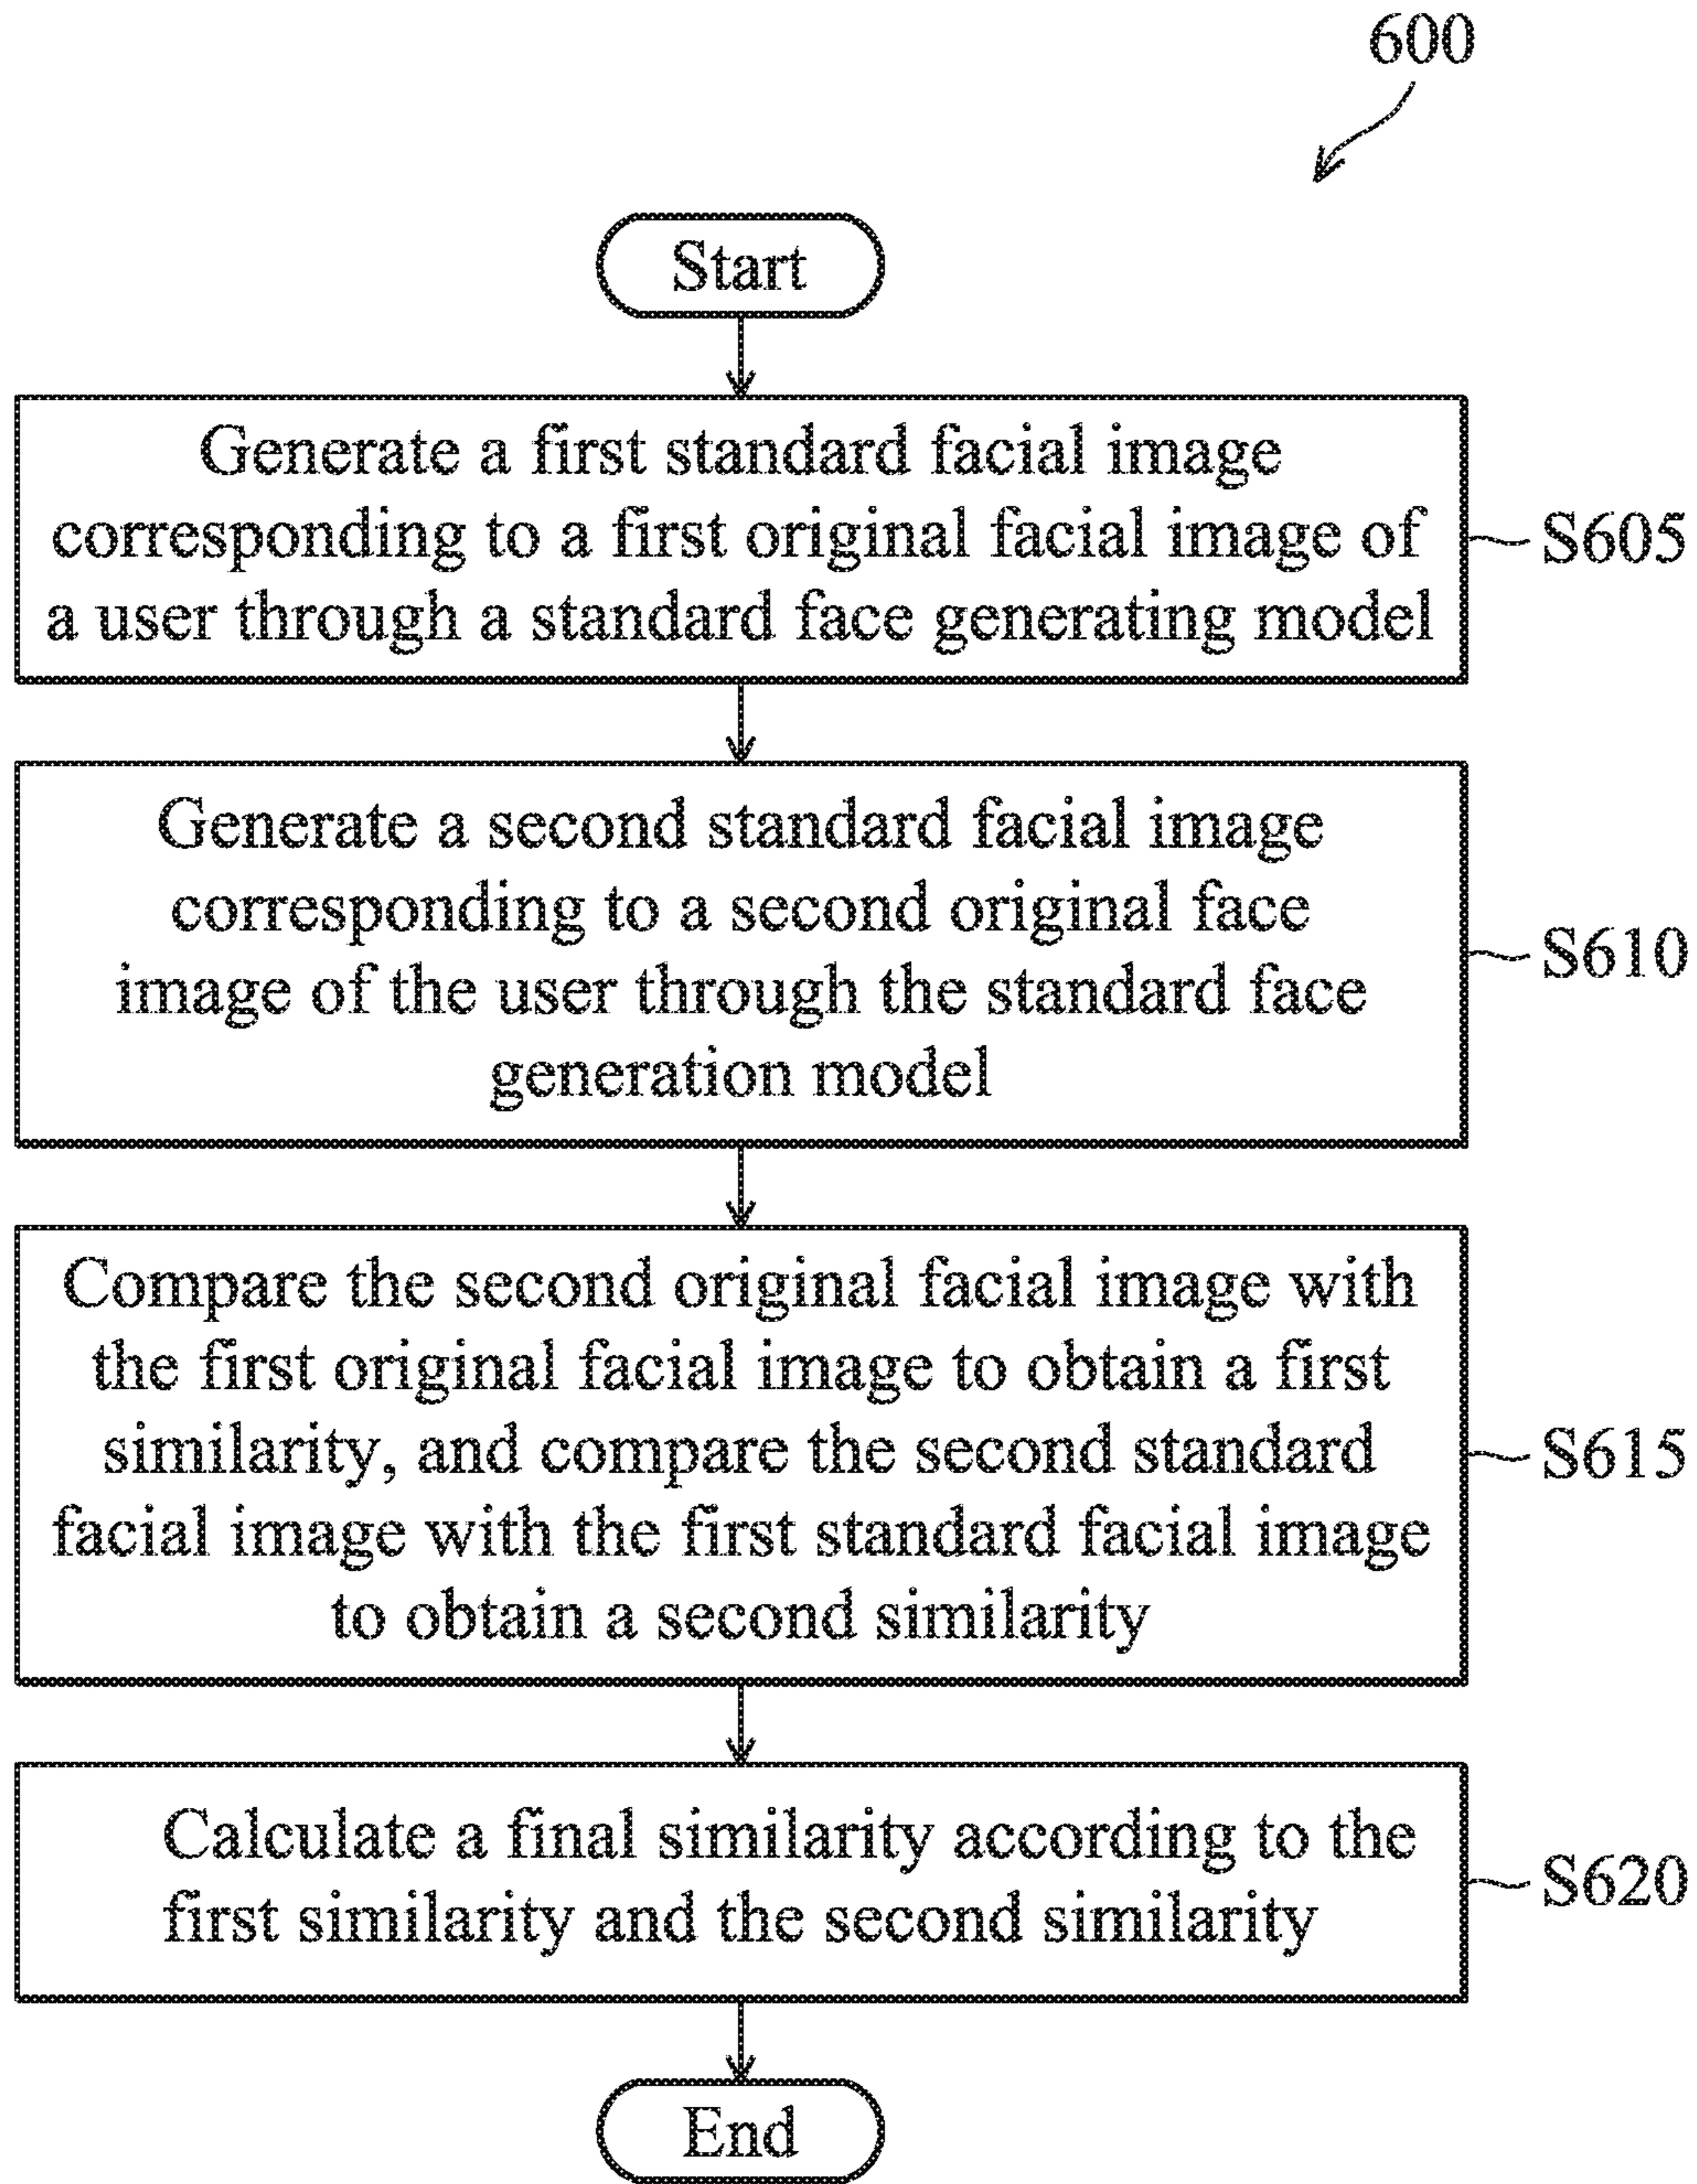 600
Start
Generate a first standard facial image
corresponding to a first original facial image of
a user through a standard face generating model
S605
Generate a second standard facial image
corresponding to a second original face
image of the user through the standard face
generation model
S610
Compare the second original facial image with
the first original facial image to obtain a first
similarity, and compare the second standard
facial image with the first standard facial image
to obtain a second similarity
S615
Calculate a final similarity according to the
first similarity and the second similarity
S620
End